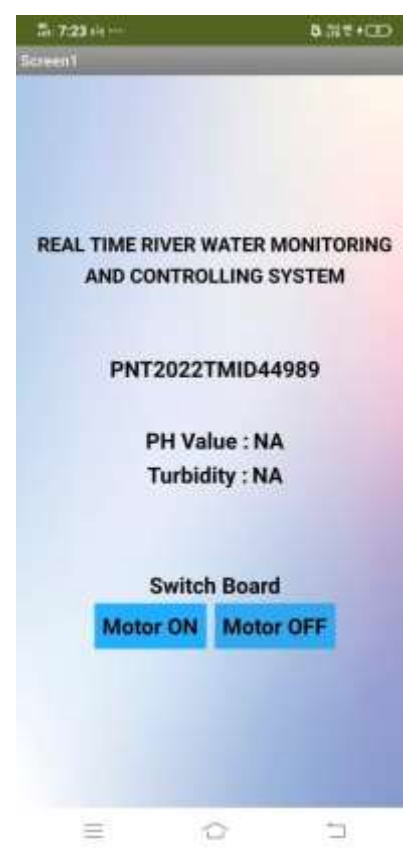 7:23
Screen1
REAL TIME RIVER WATER MONITORING
AND CONTROLLING SYSTEM
PNT2022TMID44989
PH Value : NA
Turbidity : NA
Switch Board
Motor ON Motor OFF